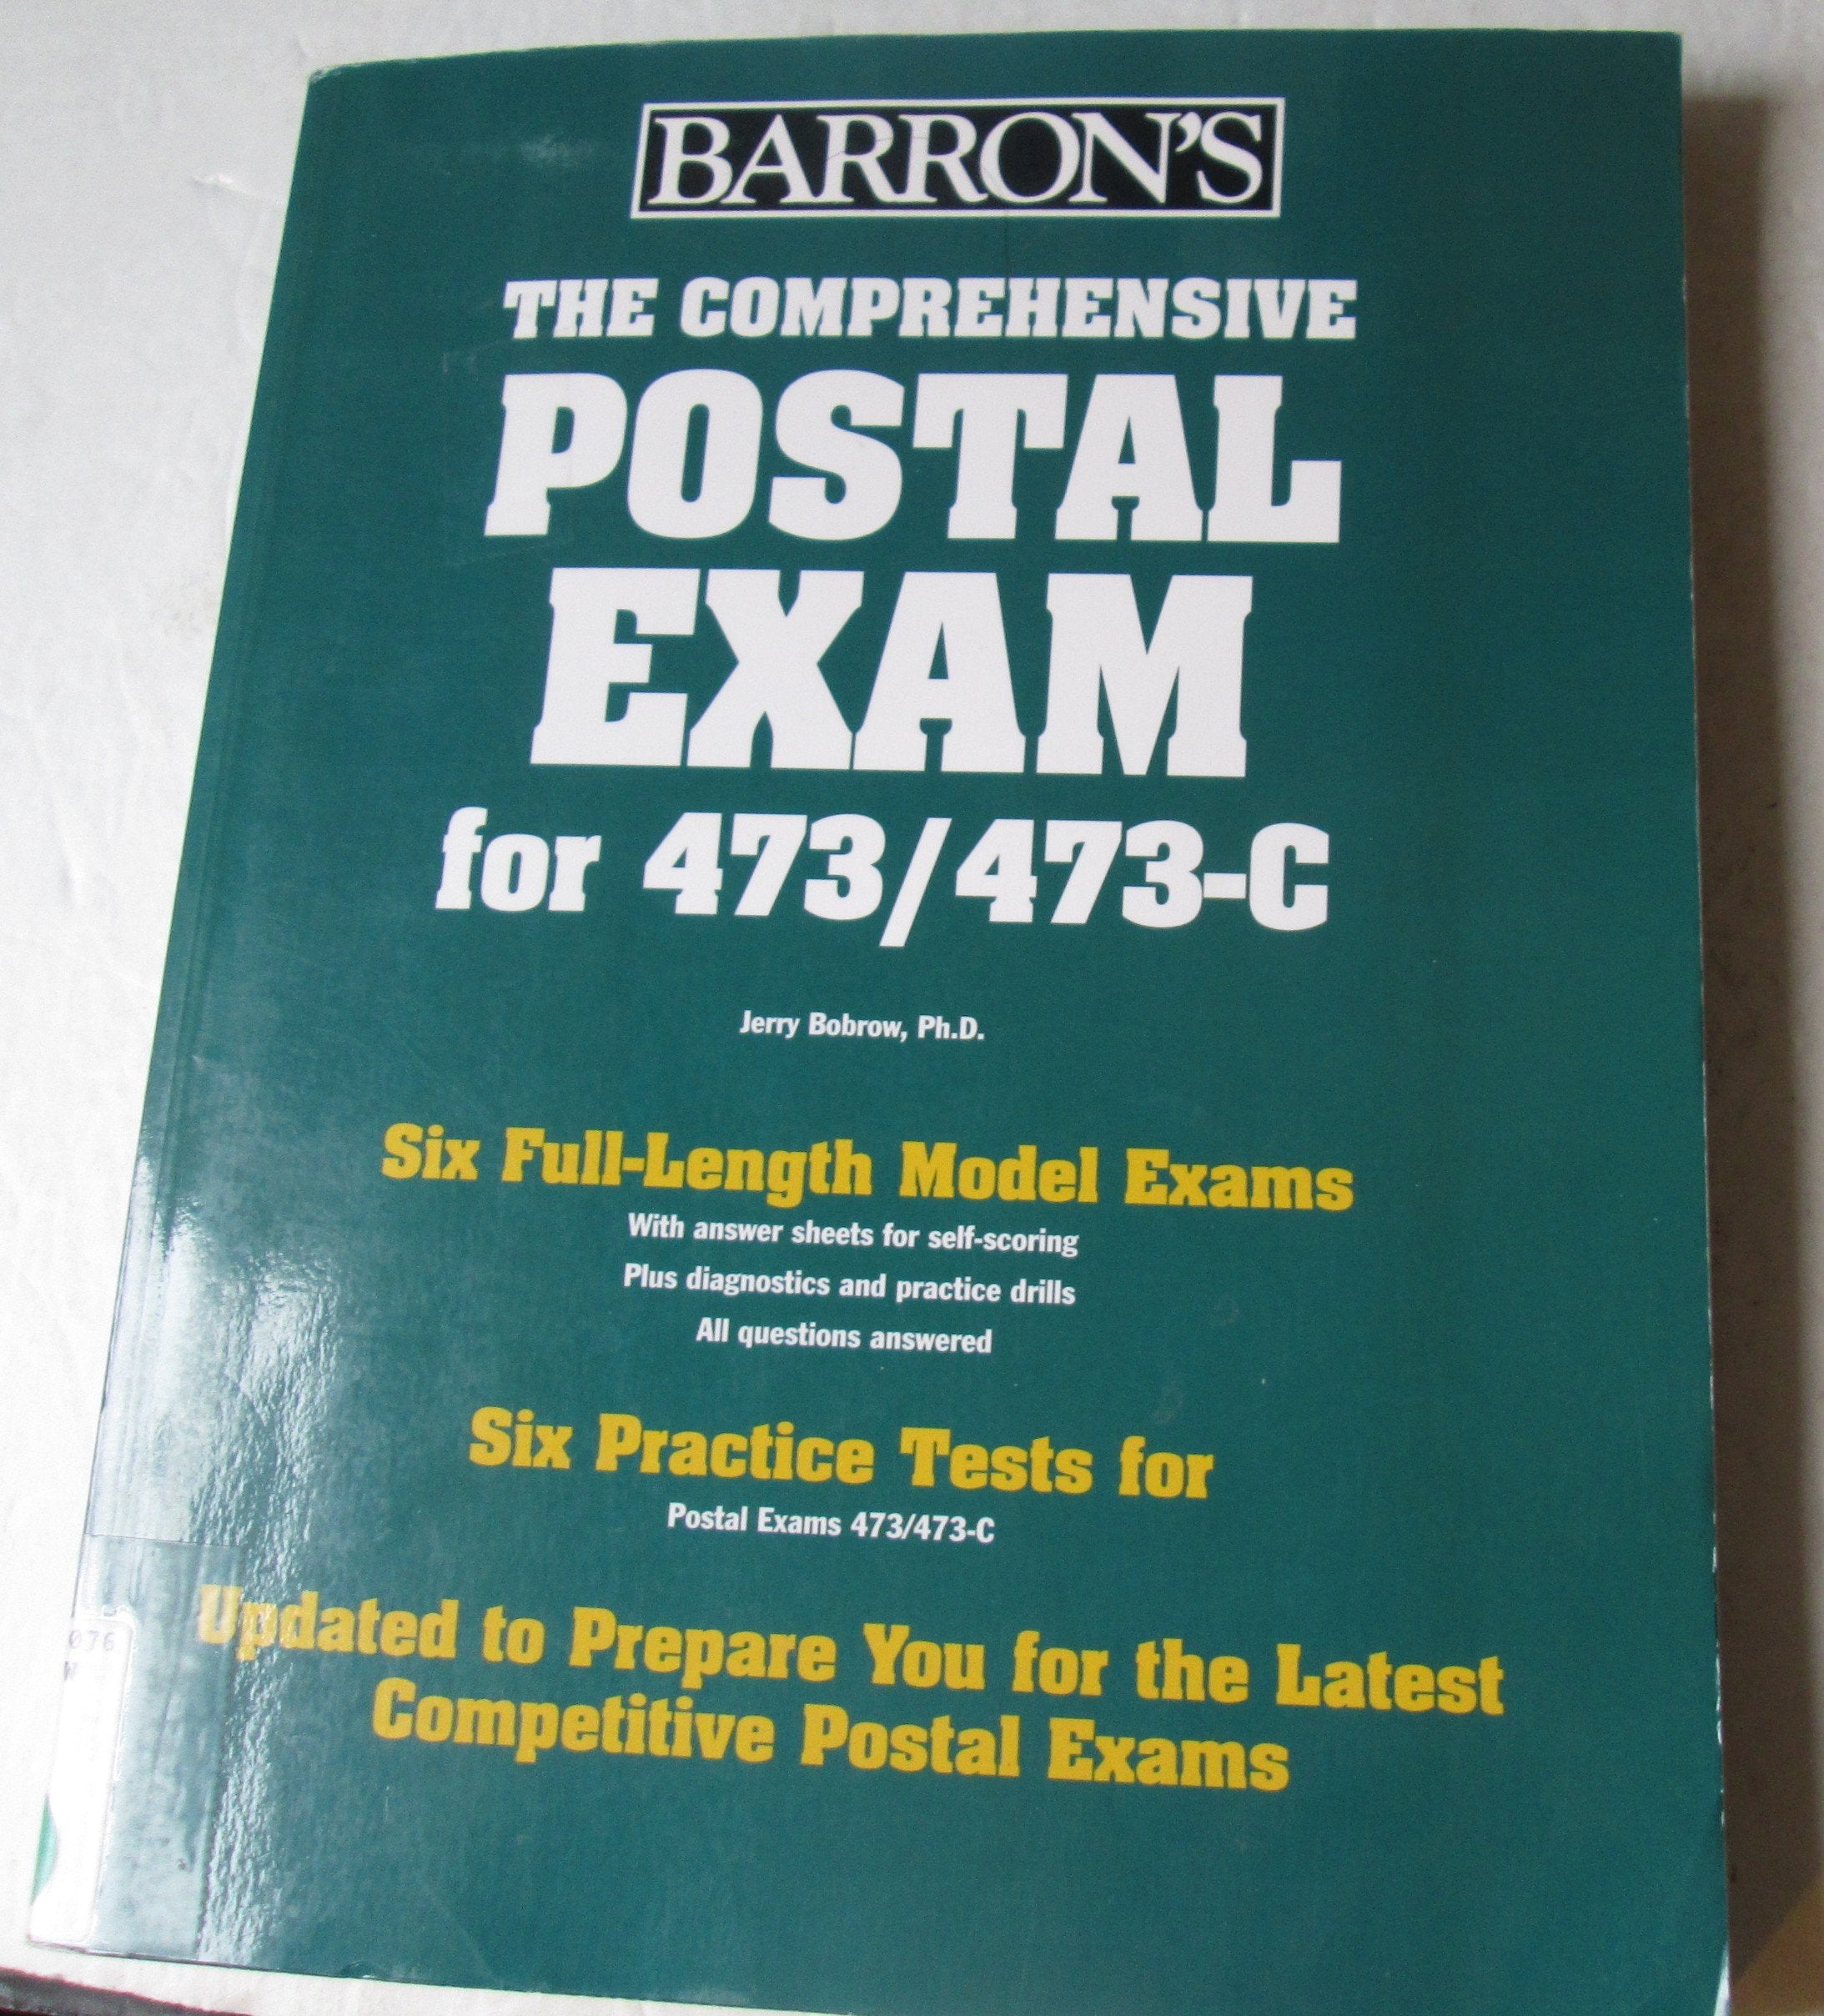 BARRON'S
THE COMPREHENSIVE
POSTAL
EXAM
for 473/473-C
Jerry Bobrow, Ph.D.
Six Full-Length Model Exams
With answer sheets for self-scoring
Plus diagnostics and practice drills
All questions answered
Six Practice Tests for
Postal Exams 473/473-C
Updated to Prepare You for the Latest
Competitive Postal Exams
076
W